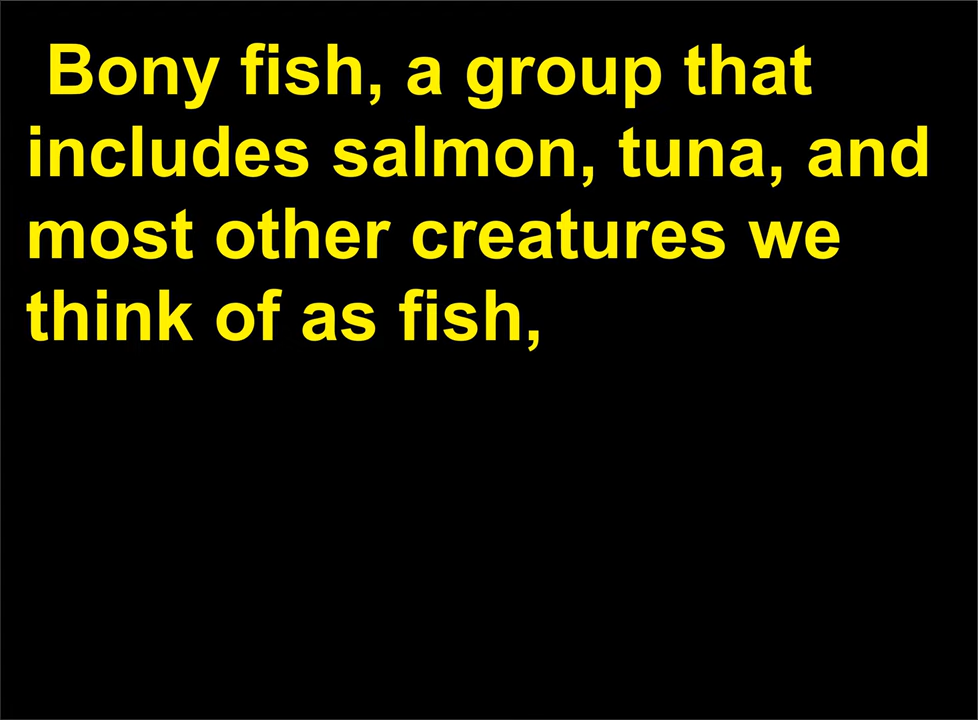 Bony fish, a group that
includes salmon, tuna, and
most other creatures we
think of as fish,